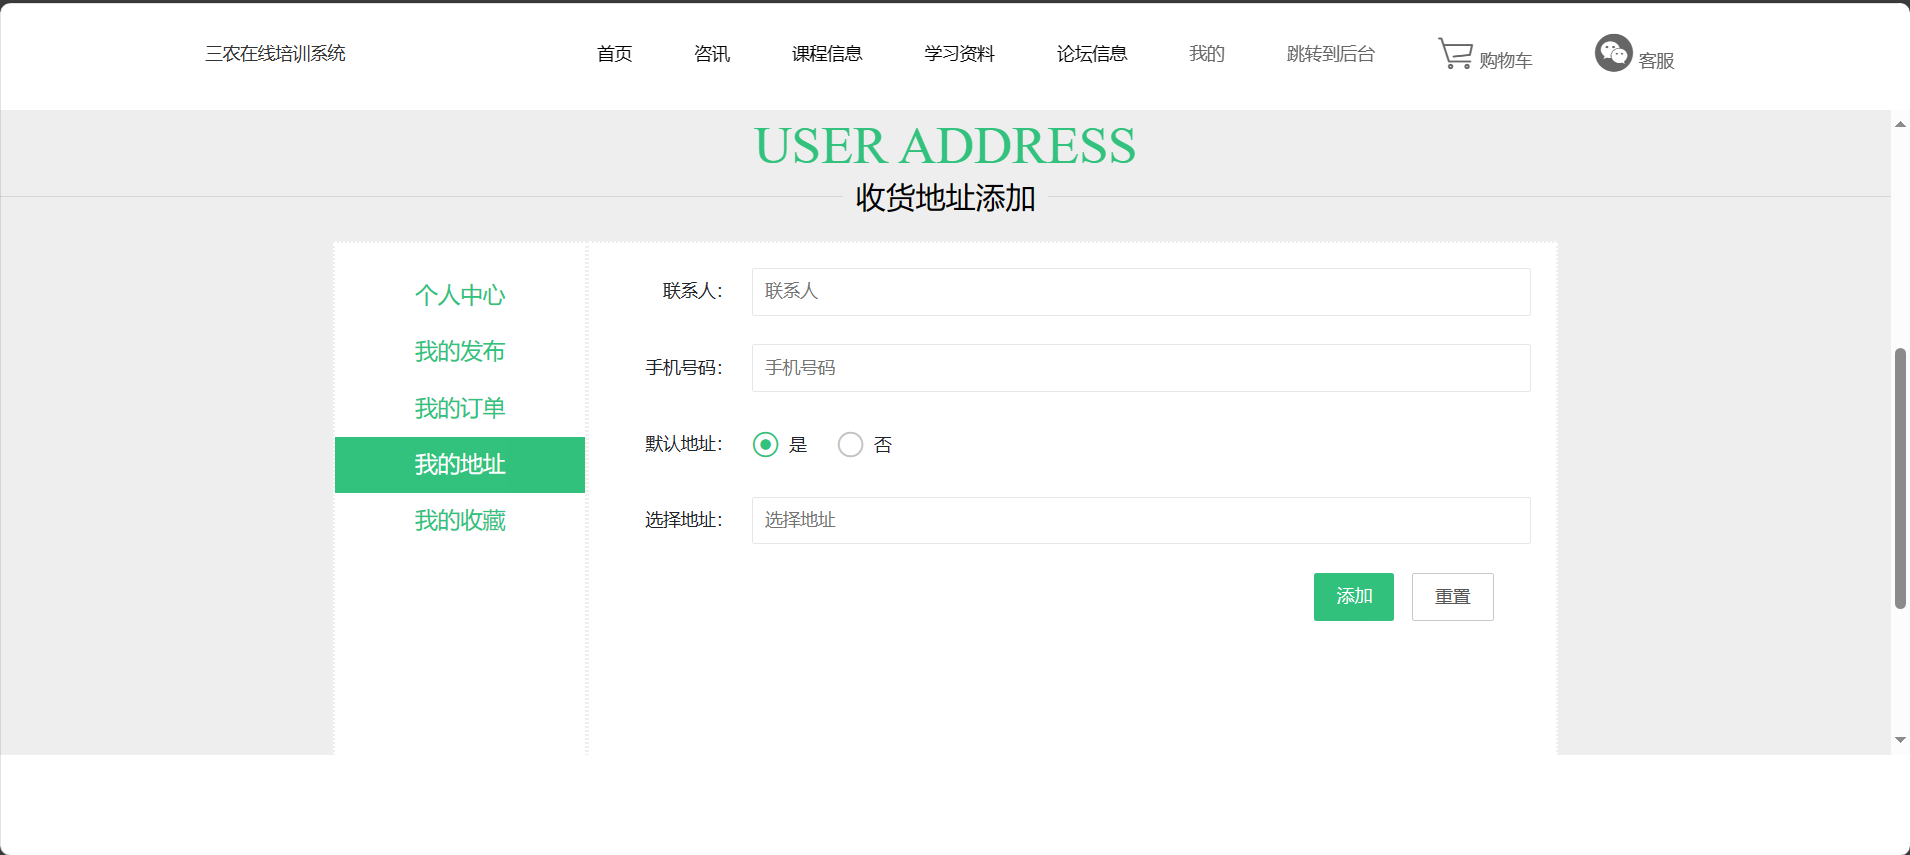 三农在线培训系统 首页 咨讯 课程信息 学习资料 论坛信息 我的 跳转到后台 购物车 客服
USER ADDRESS
收货地址添加
个人中心
我的发布
我的订单
我的地址
我的收藏
联系人： 联系人
手机号码： 手机号码
默认地址： 是 否
选择地址： 选择地址
添加 重置